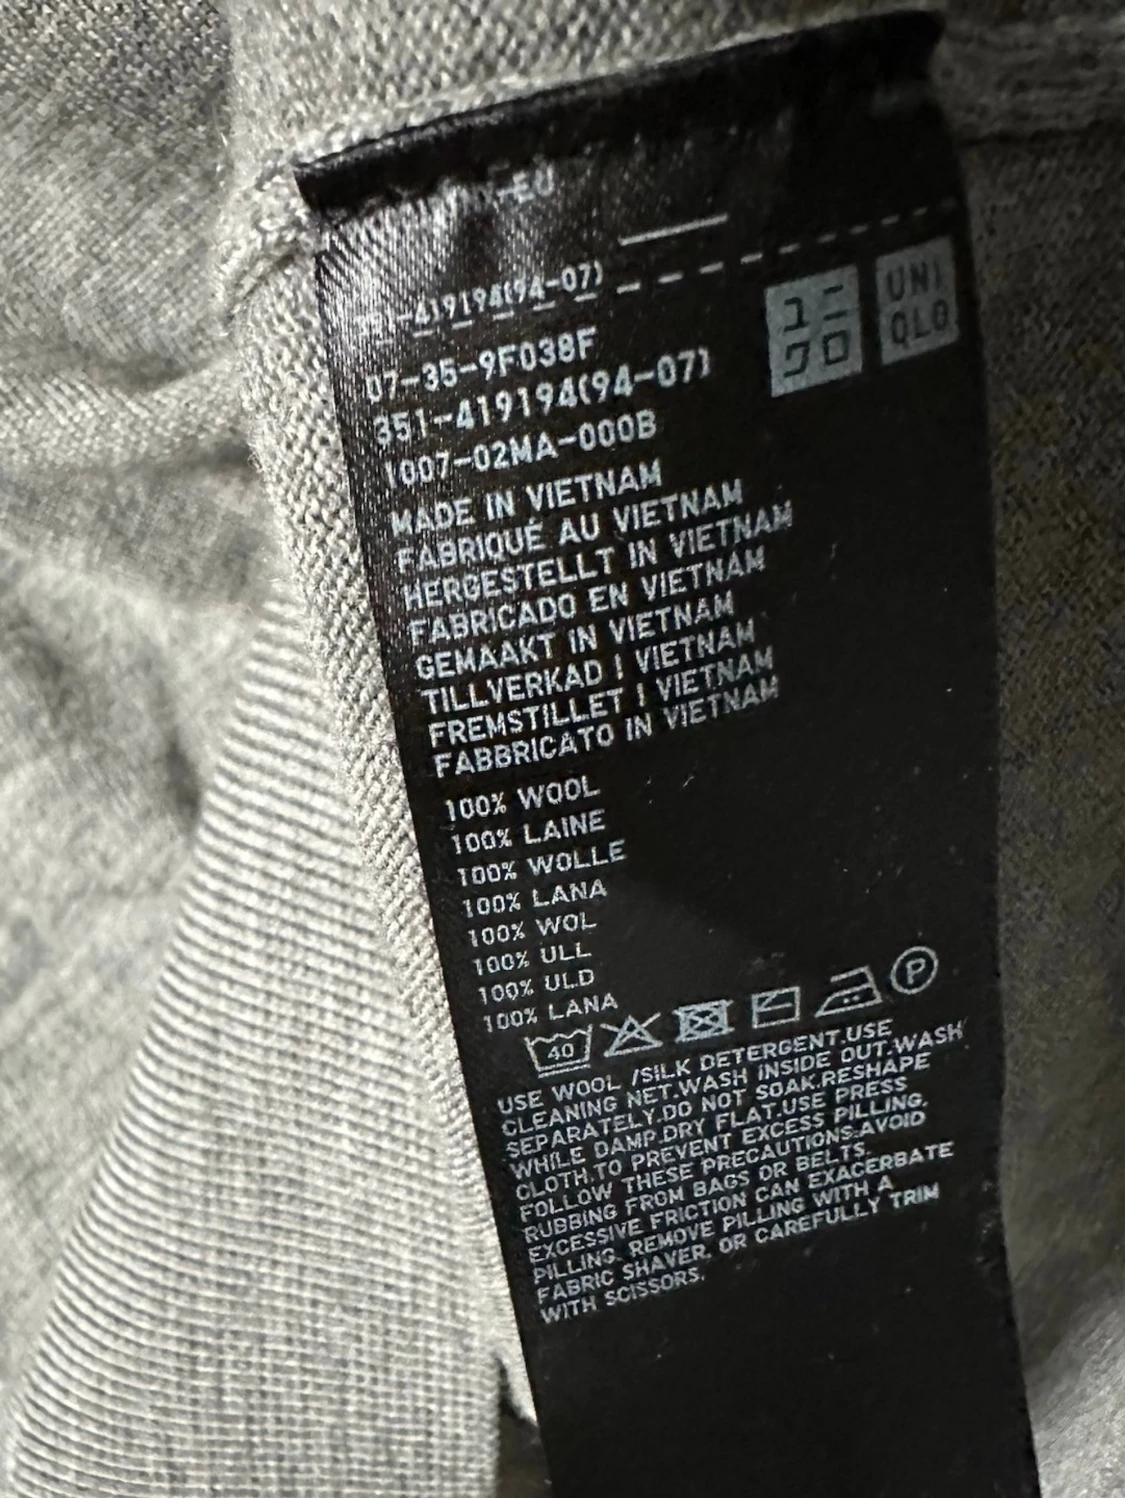 -419194(94-07)
ユニ
クロ
UNI
QLO
07-35-9F038F
351-419194(94-07)
1007-02MA-000B
MADE IN VIETNAM
FABRIQUÉ AU VIETNAM
HERGESTELLT IN VIETNAM
FABRICADO EN VIETNAM
GEMAAKT IN VIETNAM
TILLVERKAD I VIETNAM
FREMSTILLET I VIETNAM
FABBRICATO IN VIETNAM
100% WOOL
100% LAINE
100% WOLLE
100% LANA
100% WOL
100% ULL
100% ULD
100% LANA
40
P
USE WOOL /SILK DETERGENT.USE
CLEANING NET.WASH INSIDE OUT.WASH
SEPARATELY.DO NOT SOAK.RESHAPE
WHILE DAMP.DRY FLAT.USE PRESS
CLOTH.TO PREVENT EXCESS PILLING,
FOLLOW THESE PRECAUTIONS:AVOID
RUBBING FROM BAGS OR BELTS.
EXCESSIVE FRICTION CAN EXACERBATE
PILLING. REMOVE PILLING WITH A
FABRIC SHAVER. OR CAREFULLY TRIM
WITH SCISSORS.